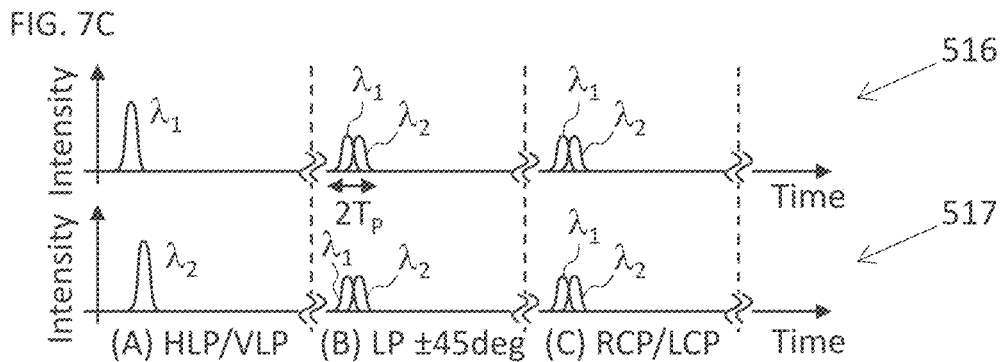 FIG. 7C
516
Intensity
λ₁
λ₁
λ₂
λ₁
λ₂
2Tₚ
Time
517
Intensity
λ₂
λ₁
λ₂
λ₁
λ₂
(A) HLP/VLP
(B) LP ±45deg
(C) RCP/LCP
Time